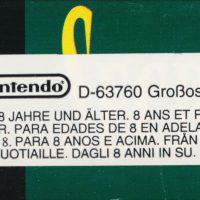 Nintendo D-63760 Großos
8 JAHRE UND ÄLTER. 8 ANS ET P
R. PARA EDADES DE 8 EN ADELA
. 8 PARA 8 ANOS E ACIMA. FRÅN
UOTIAILLE. DAGLI 8 ANNI IN SU.